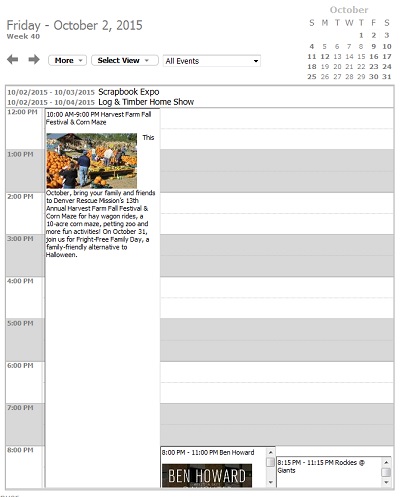 Friday - October 2, 2015
Week 40
October
S M T W T F S
1 2 3
4 5 6 7 8 9 10
11 12 13 14 15 16 17
18 19 20 21 22 23 24
25 26 27 28 29 30 31
More
Select View
All Events
10/02/2015 - 10/03/2015 Scrapbook Expo
10/02/2015 - 10/04/2015 Log & Timber Home Show
12:00 PM
10:00 AM-9:00 PM Harvest Farm Fall
Festival & Corn Maze
This
October, bring your family and friends
to Denver Rescue Mission's 13th
Annual Harvest Farm Fall Festival &
Corn Maze for hay wagon rides, a
10-acre corn maze, petting zoo and
more fun activities! On October 31,
join us for Fright-Free Family Day, a
family-friendly alternative to
Halloween.
1:00 PM
2:00 PM
3:00 PM
4:00 PM
5:00 PM
6:00 PM
7:00 PM
8:00 PM
8:00 PM - 11:00 PM Ben Howard
BEN HOWARD
8:15 PM - 11:15 PM Rockies @
Giants